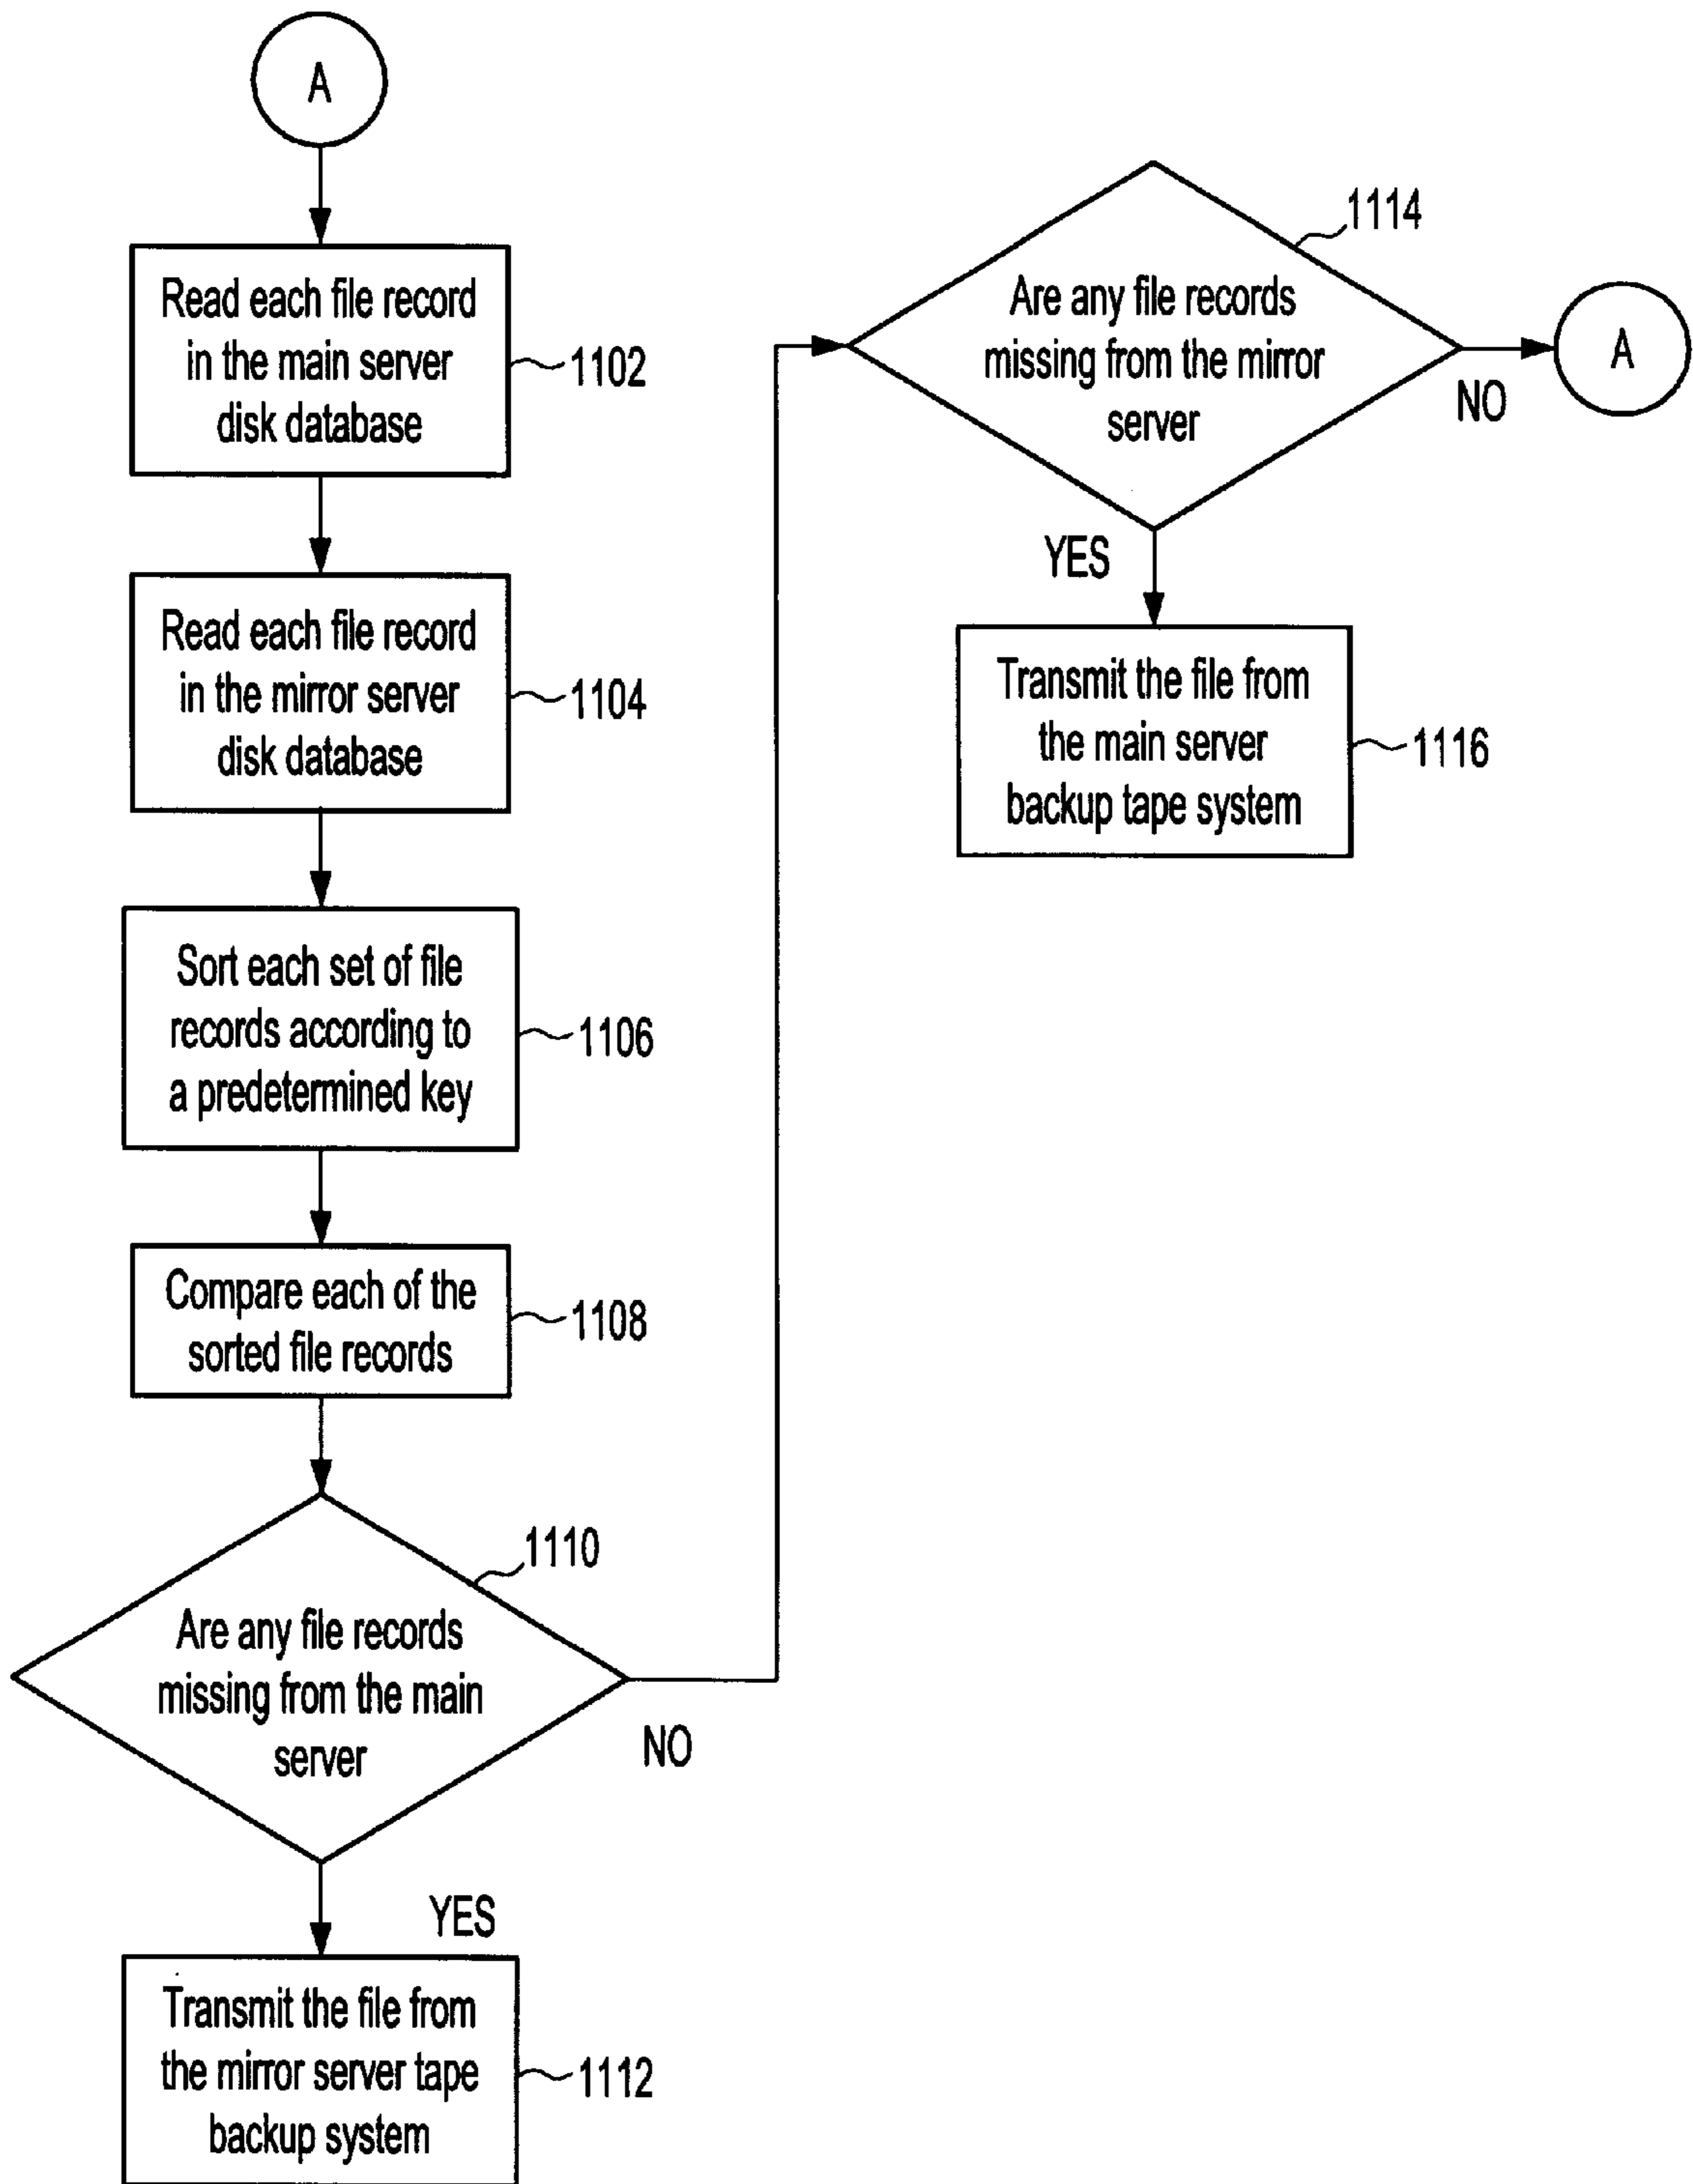 A
Read each file record
in the main server
disk database
1102
Read each file record
in the mirror server
disk database
1104
Sort each set of file
records according to
a predetermined key
1106
Compare each of the
sorted file records
1108
1110
Are any file records
missing from the main
server
NO
YES
Transmit the file from
the mirror server tape
backup system
1112
1114
Are any file records
missing from the mirror
server
NO
A
YES
Transmit the file from
the main server
backup tape system
1116